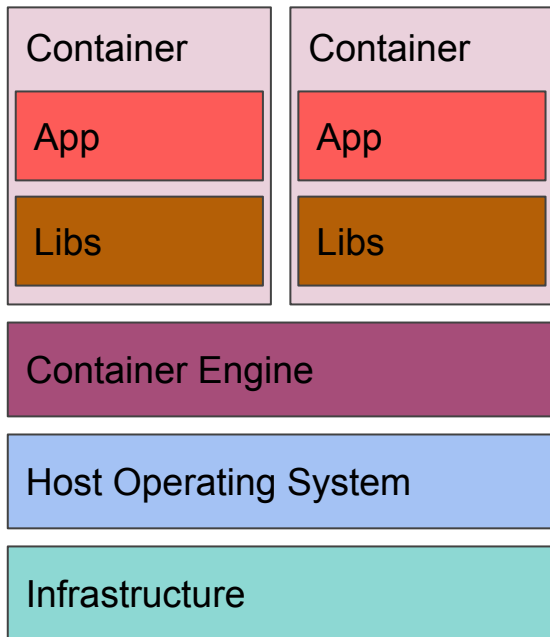 Container
App
Libs
Container
App
Libs
Container Engine
Host Operating System
Infrastructure